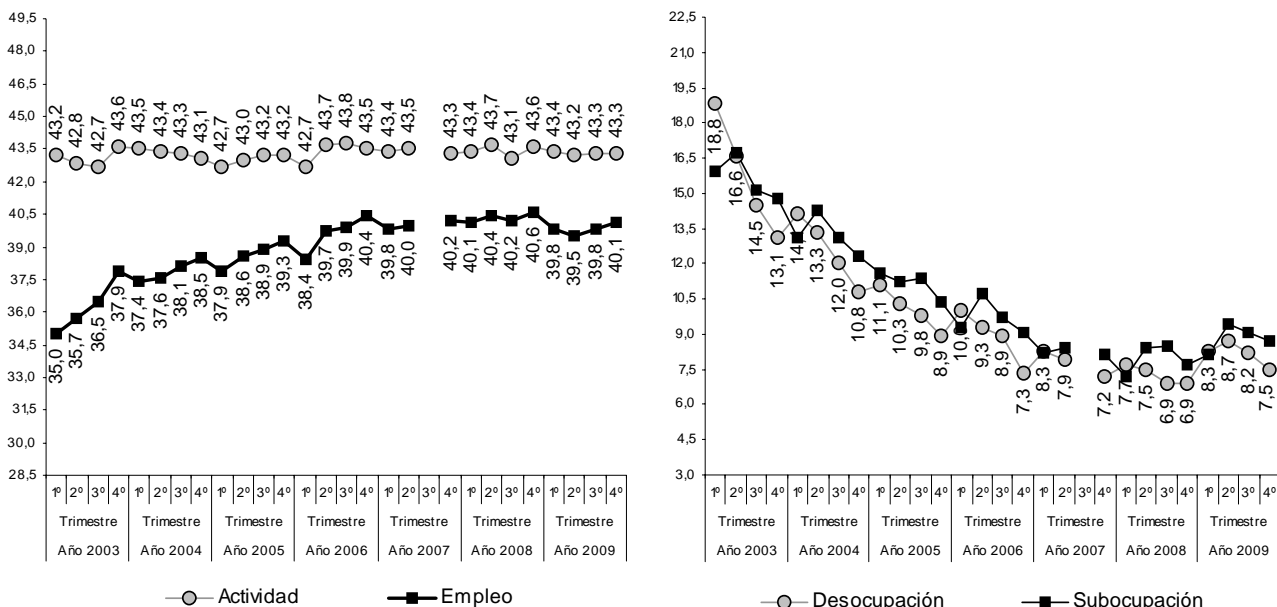 49,5
48,0
46,5
45,0
43,5
42,0
40,5
39,0
37,5
36,0
34,5
33,0
31,5
30,0
28,5
43,2 42,8 42,7 43,6 43,5 43,4 43,3 43,1 42,7 43,0 43,2 43,2 42,7 43,7 43,8 43,5 43,4 43,5 43,3 43,4 43,7 43,1 43,6 43,4 43,2 43,3 43,3
35,0 35,7 36,5 37,9 37,4 37,6 38,1 38,5 37,9 38,6 38,9 39,3 38,4 39,7 39,9 40,4 39,8 40,0 40,2 40,1 40,4 40,2 40,6 39,8 39,5 39,8 40,1
1º 2º 3º 4º 1º 2º 3º 4º 1º 2º 3º 4º 1º 2º 3º 4º 1º 2º 3º 4º 1º 2º 3º 4º 1º 2º 3º 4º
Trimestre Trimestre Trimestre Trimestre Trimestre Trimestre Trimestre
Año 2003 Año 2004 Año 2005 Año 2006 Año 2007 Año 2008 Año 2009
Actividad Empleo
22,5
21,0
19,5
18,0
16,5
15,0
13,5
12,0
10,5
9,0
7,5
6,0
4,5
3,0
18,8 16,6 14,5 13,1 13,3 12,0 10,8 11,1 10,3 9,8 8,9 9,3 8,9 7,3 8,3 7,9 7,2 7,7 7,5 6,9 6,9 8,3 8,7 8,2 7,5
1º 2º 3º 4º 1º 2º 3º 4º 1º 2º 3º 4º 1º 2º 3º 4º 1º 2º 3º 4º 1º 2º 3º 4º 1º 2º 3º 4º
Trimestre Trimestre Trimestre Trimestre Trimestre Trimestre Trimestre
Año 2003 Año 2004 Año 2005 Año 2006 Año 2007 Año 2008 Año 2009
Desocupación Subocupación